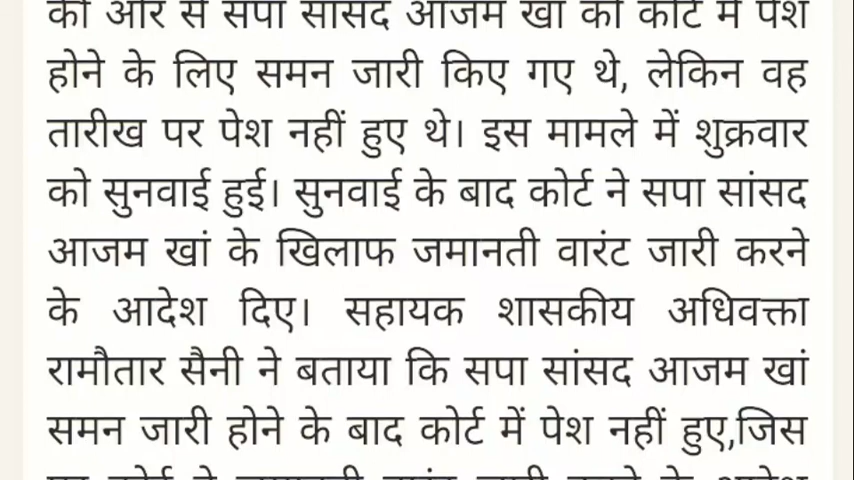 की ओर से सपा सांसद आजम खां को कोर्ट में पेश
होने के लिए समन जारी किए गए थे, लेकिन वह
तारीख पर पेश नहीं हुए थे। इस मामले में शुक्रवार
को सुनवाई हुई। सुनवाई के बाद कोर्ट ने सपा सांसद
आजम खां के खिलाफ जमानती वारंट जारी करने
के आदेश दिए। सहायक शासकीय अधिवक्ता
रामौतार सैनी ने बताया कि सपा सांसद आजम खां
समन जारी होने के बाद कोर्ट में पेश नहीं हुए,जिस